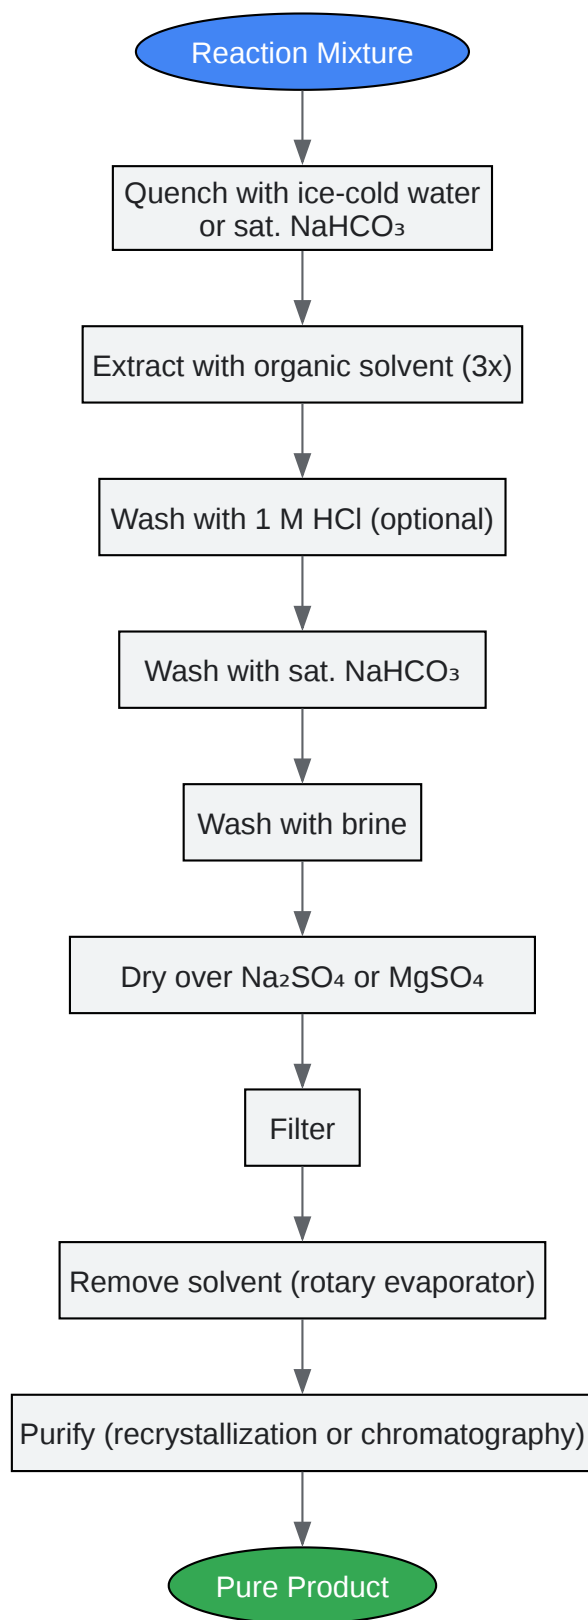 Reaction Mixture
Quench with ice-cold water
or sat. NaHCO₃
Extract with organic solvent (3x)
Wash with 1 M HCl (optional)
Wash with sat. NaHCO₃
Wash with brine
Dry over Na₂SO₄ or MgSO₄
Filter
Remove solvent (rotary evaporator)
Purify (recrystallization or chromatography)
Pure Product